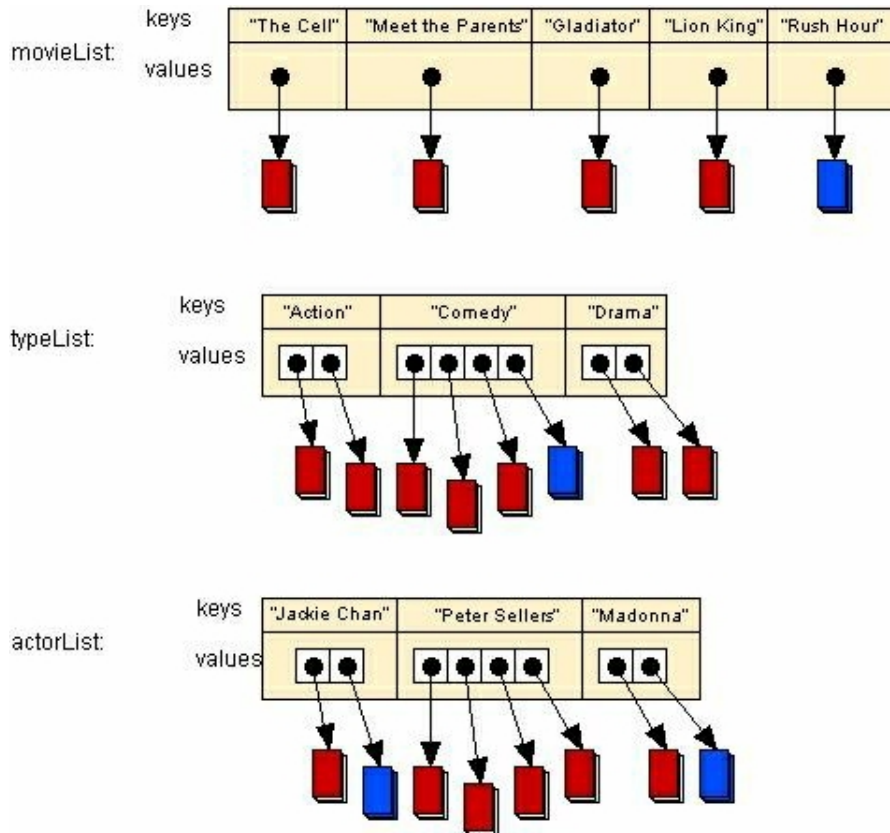 keys "The Cell" "Meet the Parents" "Gladiator" "Lion King" "Rush Hour"
movieList:
values
keys "Action" "Comedy" "Drama"
typeList:
values
keys "Jackie Chan" "Peter Sellers" "Madonna"
actorList:
values